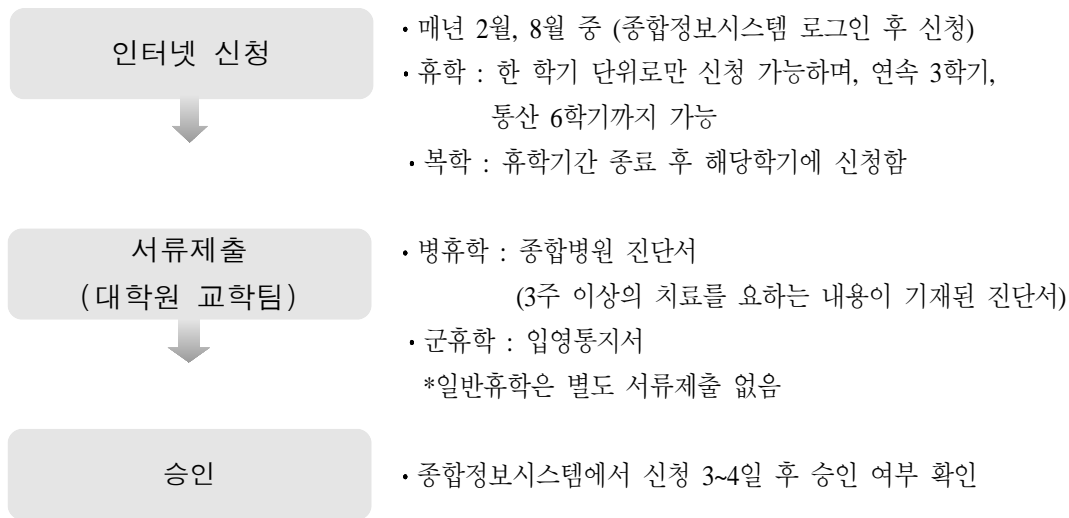 인터넷 신청
· 매년 2월, 8월 중 (종합정보시스템 로그인 후 신청)
· 휴학 : 한 학기 단위로만 신청 가능하며, 연속 3학기,
통산 6학기까지 가능
· 복학 : 휴학기간 종료 후 해당학기에 신청함
서류제출
(대학원 교학팀)
· 병휴학 : 종합병원 진단서
(3주 이상의 치료를 요하는 내용이 기재된 진단서)
· 군휴학 : 입영통지서
*일반휴학은 별도 서류제출 없음
승인
· 종합정보시스템에서 신청 3~4일 후 승인 여부 확인